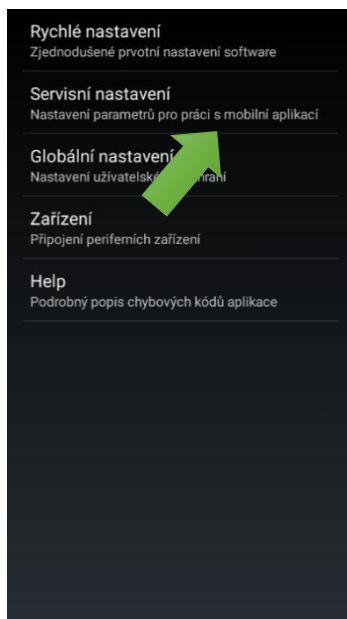 Rychlé nastavení
Zjednodušené prvotní nastavení software
Servisní nastavení
Nastavení parametrů pro práci s mobilní aplikací
Globální nastavení
Nastavení uživatelské
Zařízení
Připojení periferních zařízení
Help
Podrobný popis chybových kódů aplikace